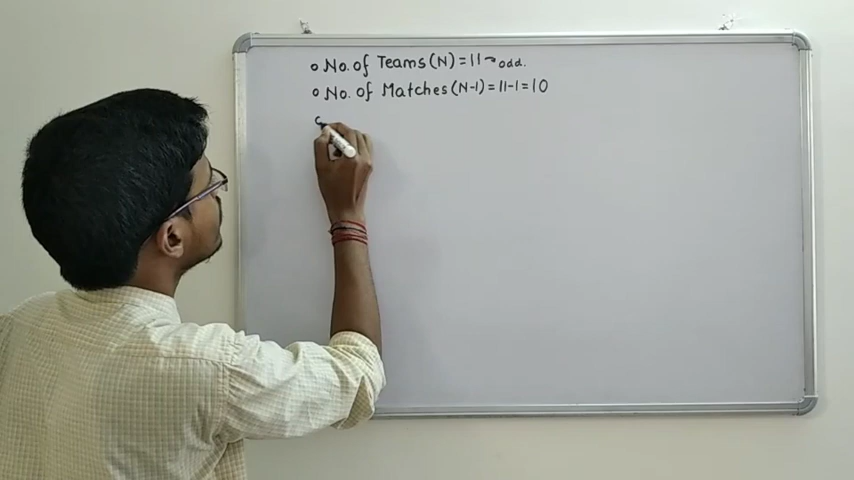 o No. of Teams (N) = 11 → odd.
o No. of Matches (N-1) = 11-1 = 10